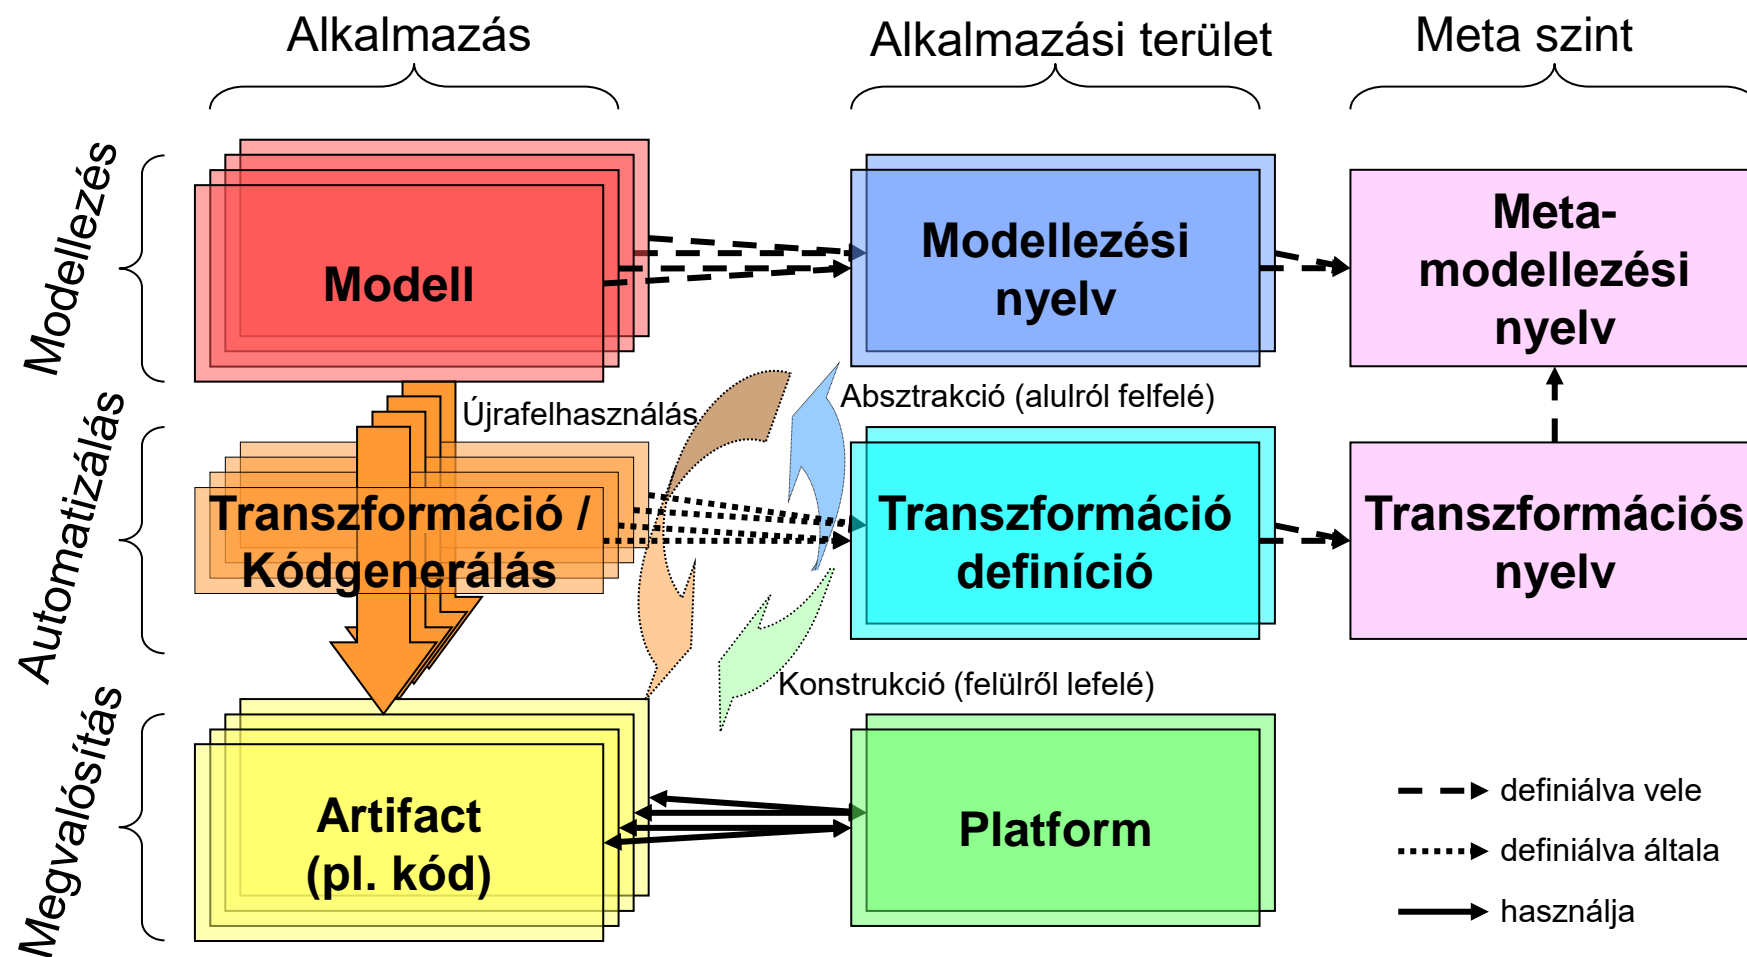 Alkalmazás
Alkalmazási terület
Meta szint
Modellezés
Modell
Modellezési
nyelv
Meta-
modellezési
nyelv
Újrafelhasználás
Absztrakció (alulról felfelé)
Automatizálás
Transzformáció /
Kódgenerálás
Transzformáció
definíció
Transzformációs
nyelv
Konstrukció (felülről lefelé)
Megvalósítás
Artifact
(pl. kód)
Platform
definiálva vele
definiálva általa
használja